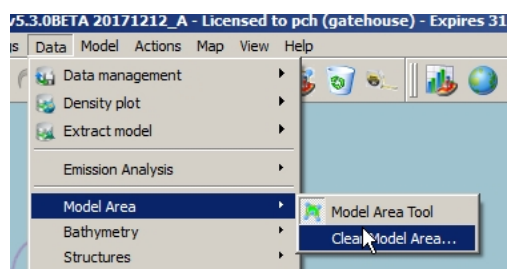 v5.3.0BETA 20171212_A - Licensed to pch (gatehouse) - Expires 31
s Data Model Actions Map View Help
Data management
Density plot
Extract model
Emission Analysis
Model Area
Model Area Tool
Bathymetry
Clear Model Area...
Structures